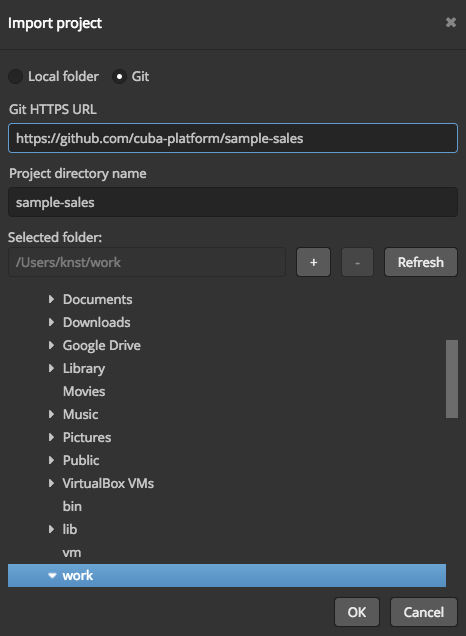 Import project
Local folder Git
Git HTTPS URL
https://github.com/cuba-platform/sample-sales
Project directory name
sample-sales
Selected folder:
/Users/knst/work + - Refresh
Documents
Downloads
Google Drive
Library
Movies
Music
Pictures
Public
VirtualBox VMs
bin
lib
vm
work
OK Cancel